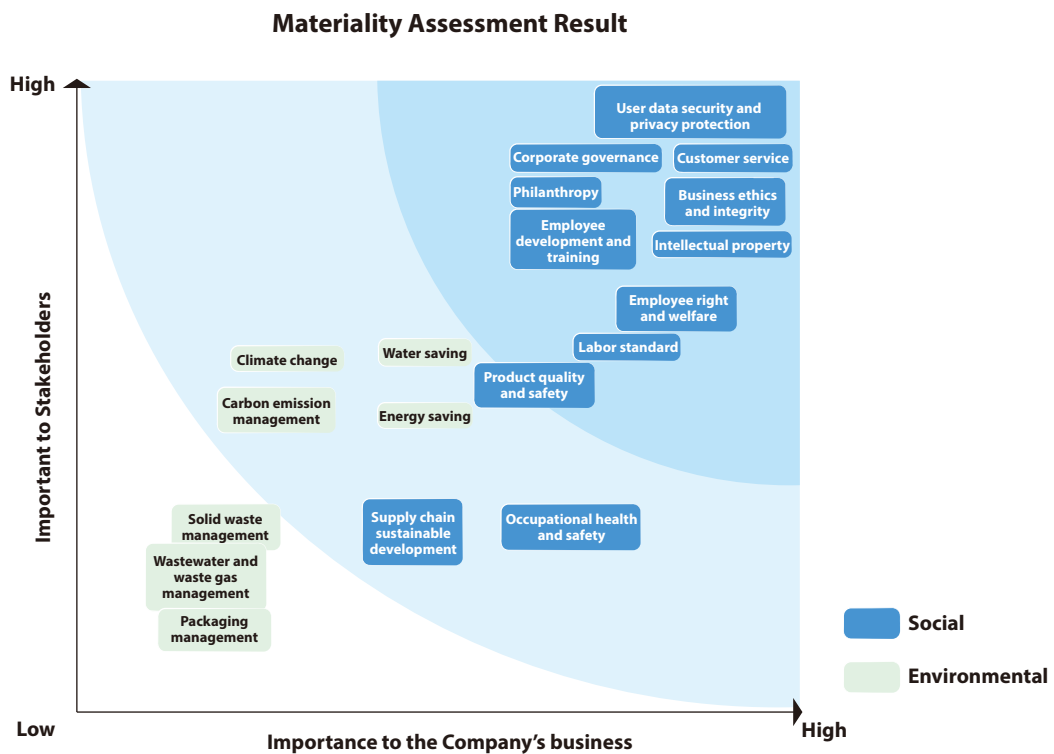 Materiality Assessment Result
High
Important to Stakeholders
User data security and
privacy protection
Corporate governance
Customer service
Philanthropy
Business ethics
and integrity
Employee
development and
training
Intellectual property
Employee right
and welfare
Labor standard
Climate change
Water saving
Product quality
and safety
Carbon emission
management
Energy saving
Solid waste
management
Supply chain
sustainable
development
Occupational health
and safety
Wastewater and
waste gas
management
Packaging
management
Social
Environmental
Low
Importance to the Company’s business
High